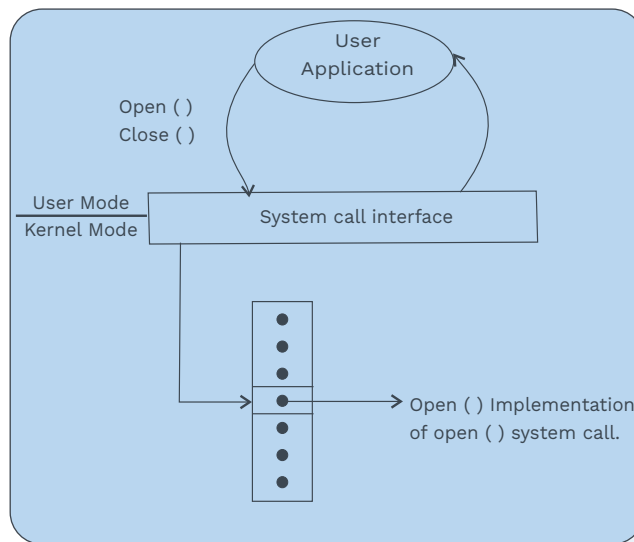 User
Application
Open ( )
Close ( )
User Mode
Kernel Mode
System call interface
Open ( ) Implementation
of open ( ) system call.